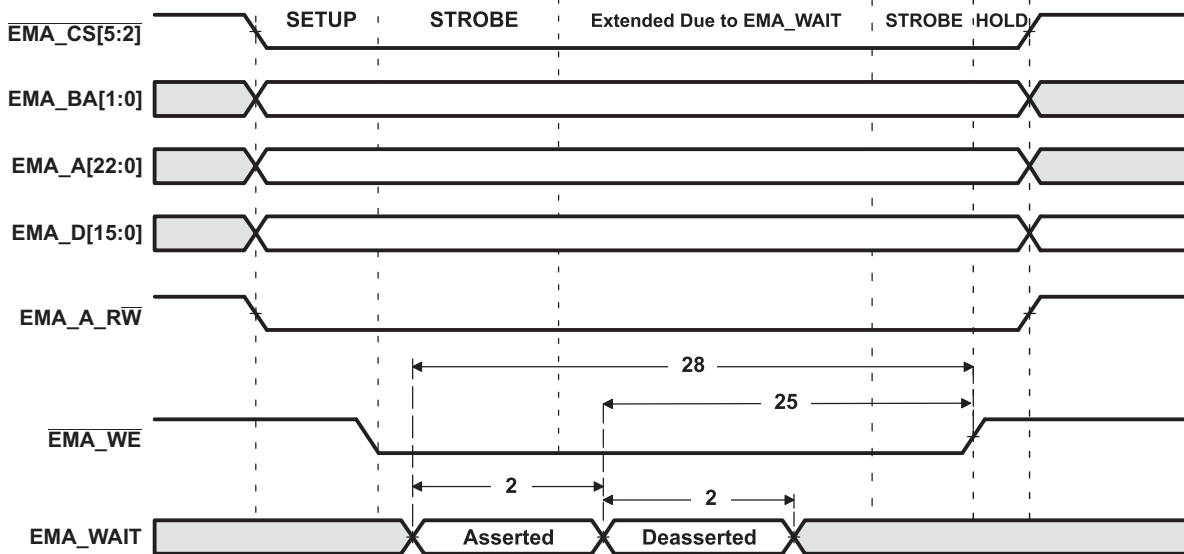 SETUP STROBE Extended Due to EMA_WAIT STROBE HOLD
EMA_CS[5:2]
EMA_BA[1:0]
EMA_A[22:0]
EMA_D[15:0]
EMA_A_RW
28
25
EMA_WE
2
2
EMA_WAIT Asserted Deasserted